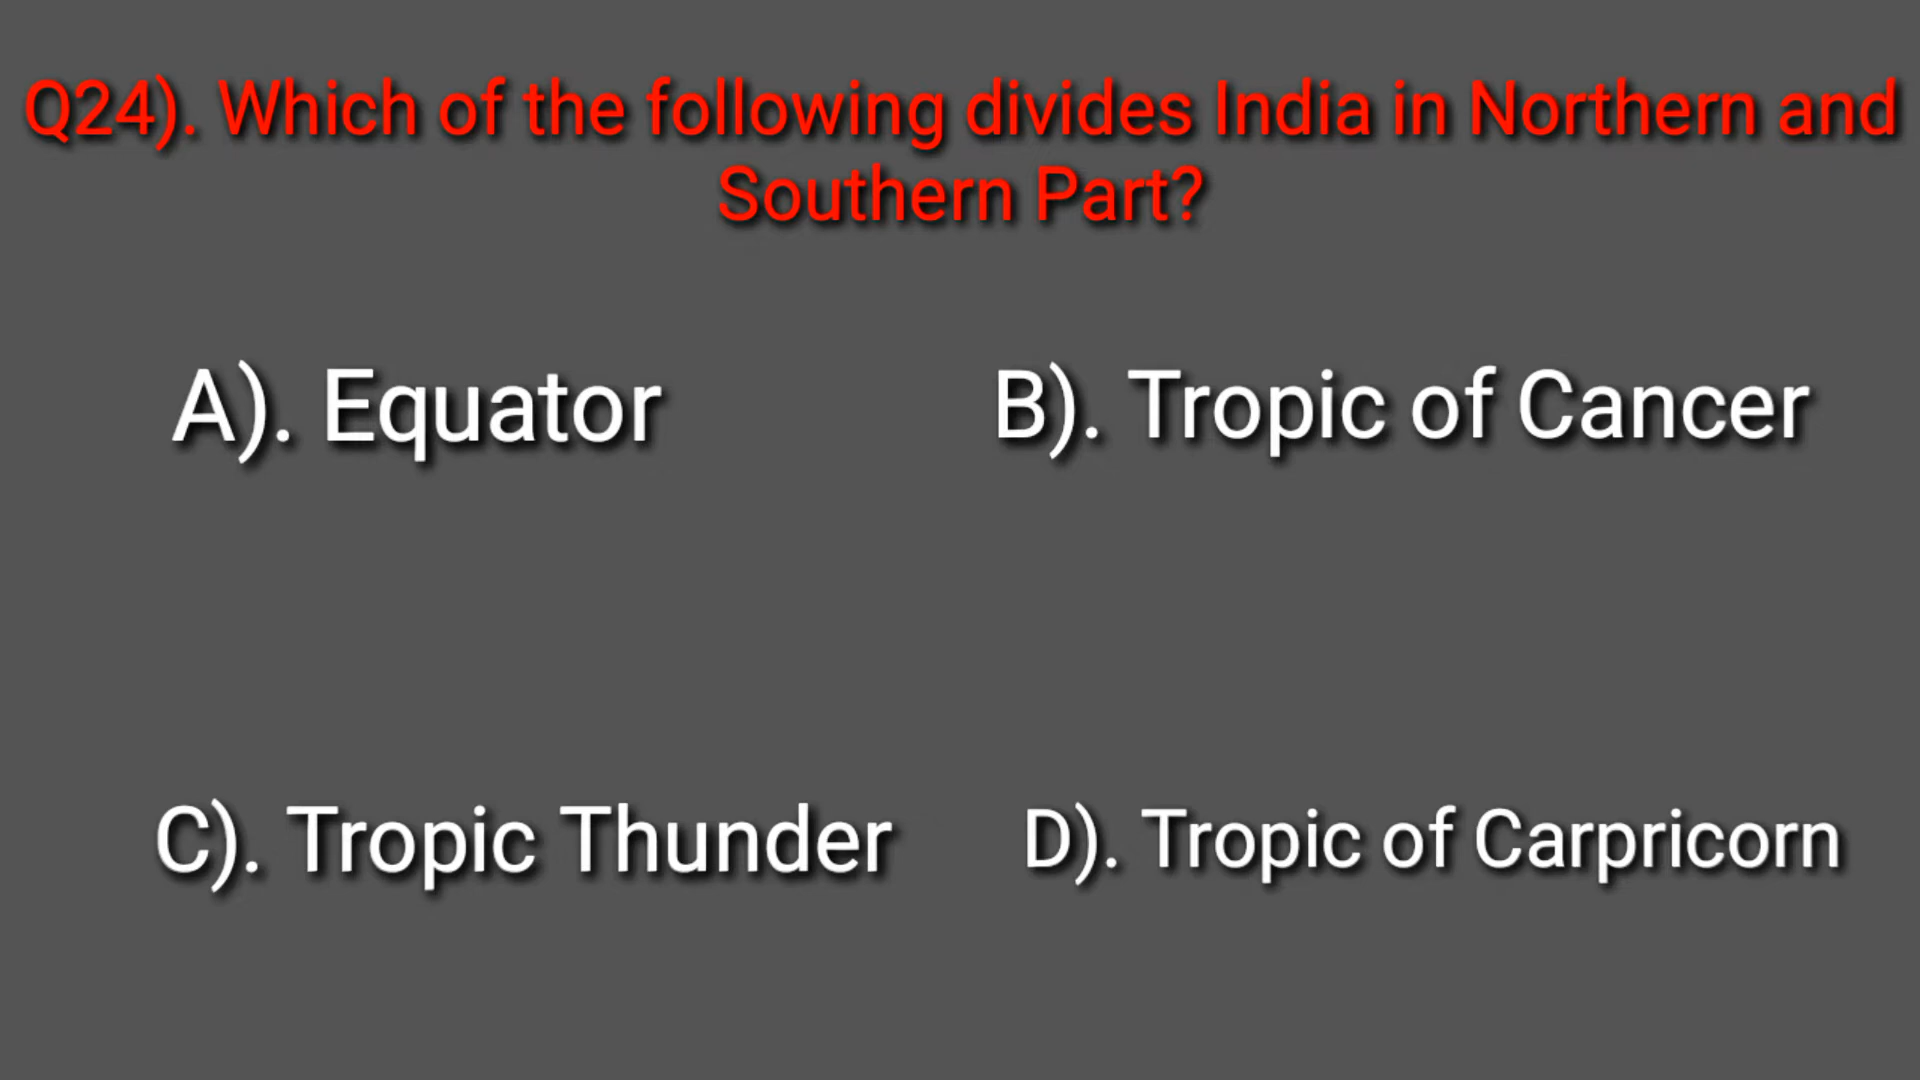 Q24). Which of the following divides India in Northern and
Southern Part?
A). Equator
B). Tropic of Cancer
C). Tropic Thunder
D). Tropic of Carpricorn